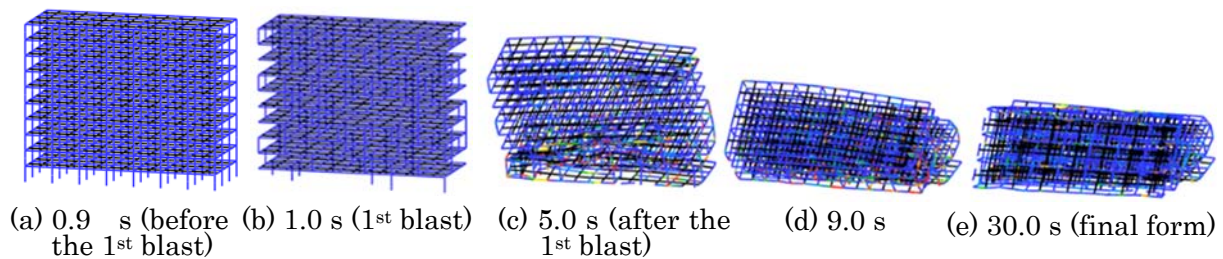 (a) 0.9 s (before the 1st blast)
(b) 1.0 s (1st blast)
(c) 5.0 s (after the 1st blast)
(d) 9.0 s
(e) 30.0 s (final form)